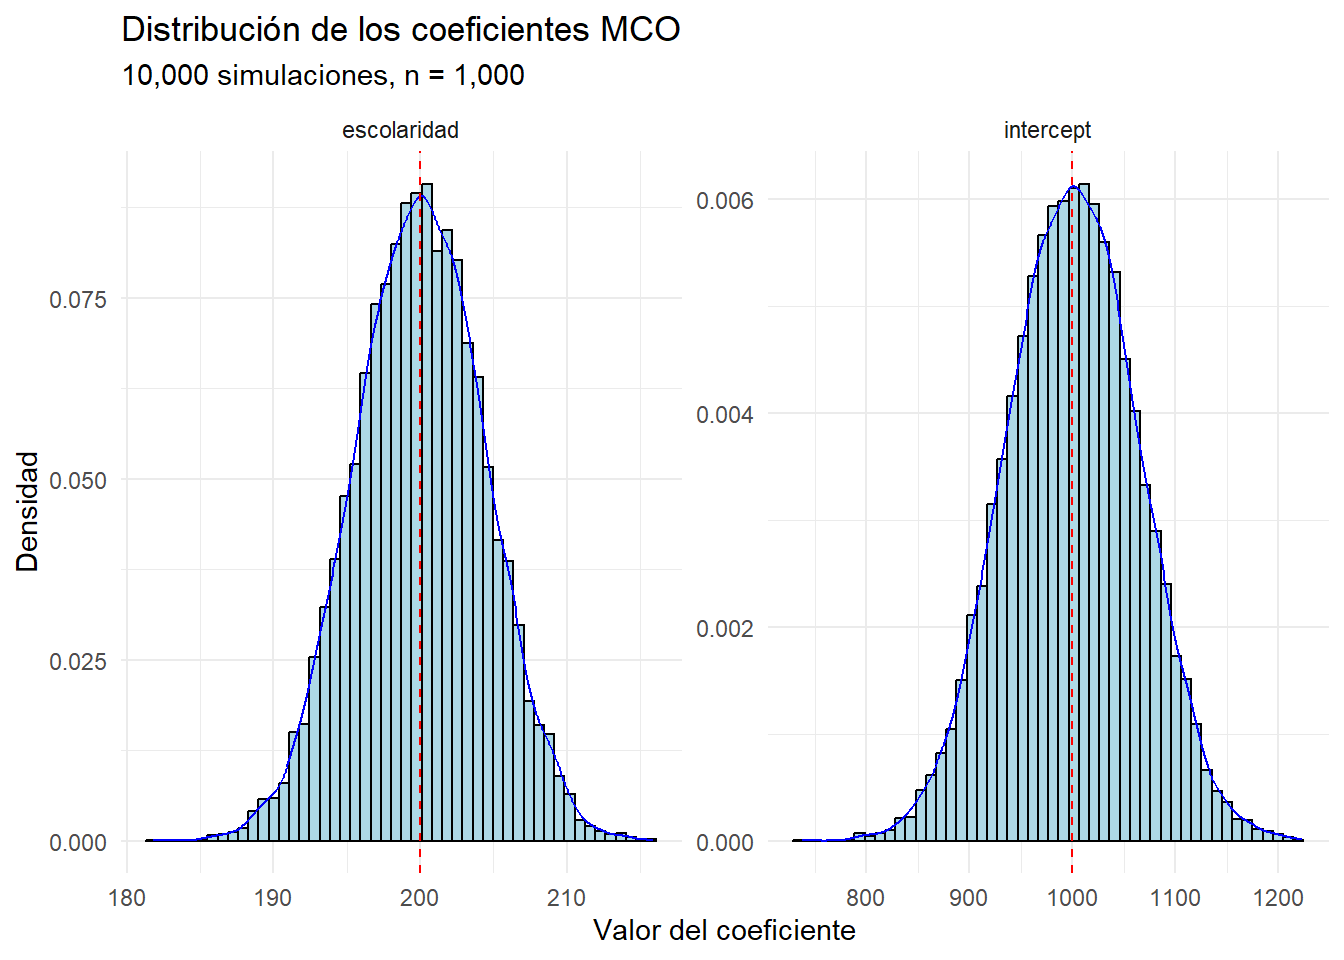 Distribución de los coeficientes MCO
10,000 simulaciones, n = 1,000
escolaridad
intercept
Densidad
0.075
0.050
0.025
0.000
0.006
0.004
0.002
0.000
180 190 200 210
800 900 1000 1100 1200
Valor del coeficiente